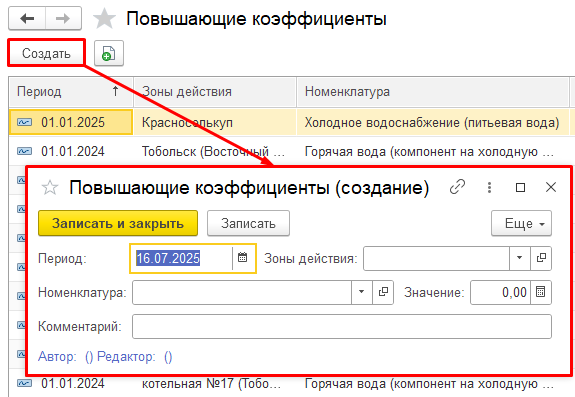 Повышающие коэффициенты
Создать
Период Зоны действия Номенклатура
01.01.2025 Красноселькуп Холодное водоснабжение (питьевая вода)
01.01.2024 Тобольск (Восточный ... Горячая вода (компонент на холодную ...
Повышающие коэффициенты (создание)
Записать и закрыть Записать Еще
Период: 16.07.2025 Зоны действия:
Номенклатура: Значение: 0,00
Комментарий:
Автор: () Редактор: ()
01.01.2024 котельная №17 (Тобо... Горячая вода (компонент на холодную ...